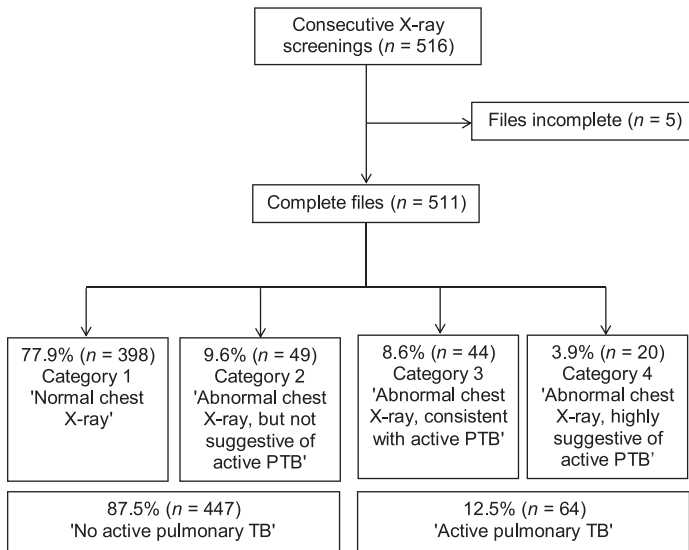 Consecutive X-ray
screenings (n = 516)
Files incomplete (n = 5)
Complete files (n = 511)
77.9% (n = 398)
Category 1
'Normal chest
X-ray'
9.6% (n = 49)
Category 2
'Abnormal chest
X-ray, but not
suggestive of
active PTB'
8.6% (n = 44)
Category 3
'Abnormal chest
X-ray, consistent
with active PTB'
3.9% (n = 20)
Category 4
'Abnormal chest
X-ray, highly
suggestive of
active PTB'
87.5% (n = 447)
'No active pulmonary TB'
12.5% (n = 64)
'Active pulmonary TB'